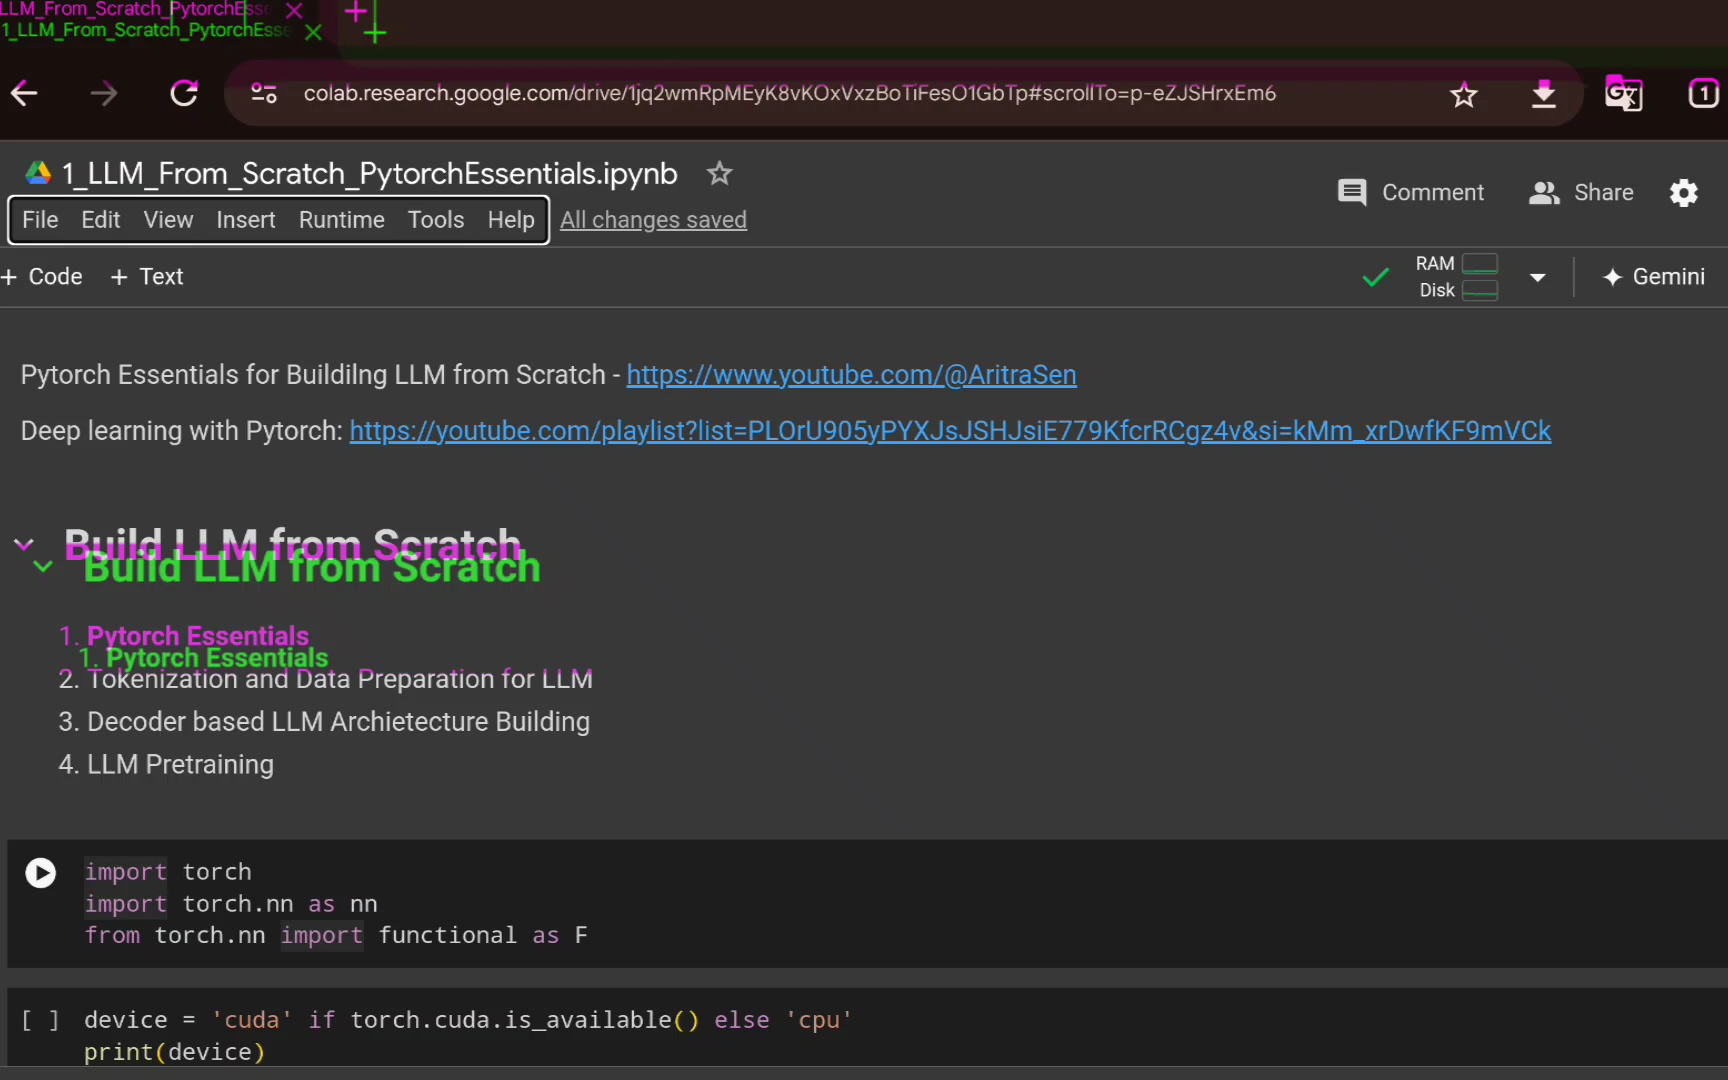 LLM_From_Scratch_PytorchEsse
1_LLM_From_Scratch_PytorchEsse
colab.research.google.com/drive/1jq2wmRpMEyK8vKOxVxzBoTiFesO1GbTp#scrollTo=p-eZJSHrxEm6
1
1_LLM_From_Scratch_PytorchEssentials.ipynb
Comment Share
File Edit View Insert Runtime Tools Help All changes saved
+ Code + Text
RAM
Disk
Gemini
Pytorch Essentials for Buildilng LLM from Scratch - https://www.youtube.com/@AritraSen
Deep learning with Pytorch: https://youtube.com/playlist?list=PLOrU905yPYXJsJSHJsiE779KfcrRCgz4v&si=kMm_xrDwfKF9mVCk
Build LLM from Scratch
Build LLM from Scratch
1. Pytorch Essentials
1. Pytorch Essentials
2. Tokenization and Data Preparation for LLM
3. Decoder based LLM Archietecture Building
4. LLM Pretraining
import torch
import torch.nn as nn
from torch.nn import functional as F
[ ] device = 'cuda' if torch.cuda.is_available() else 'cpu'
print(device)